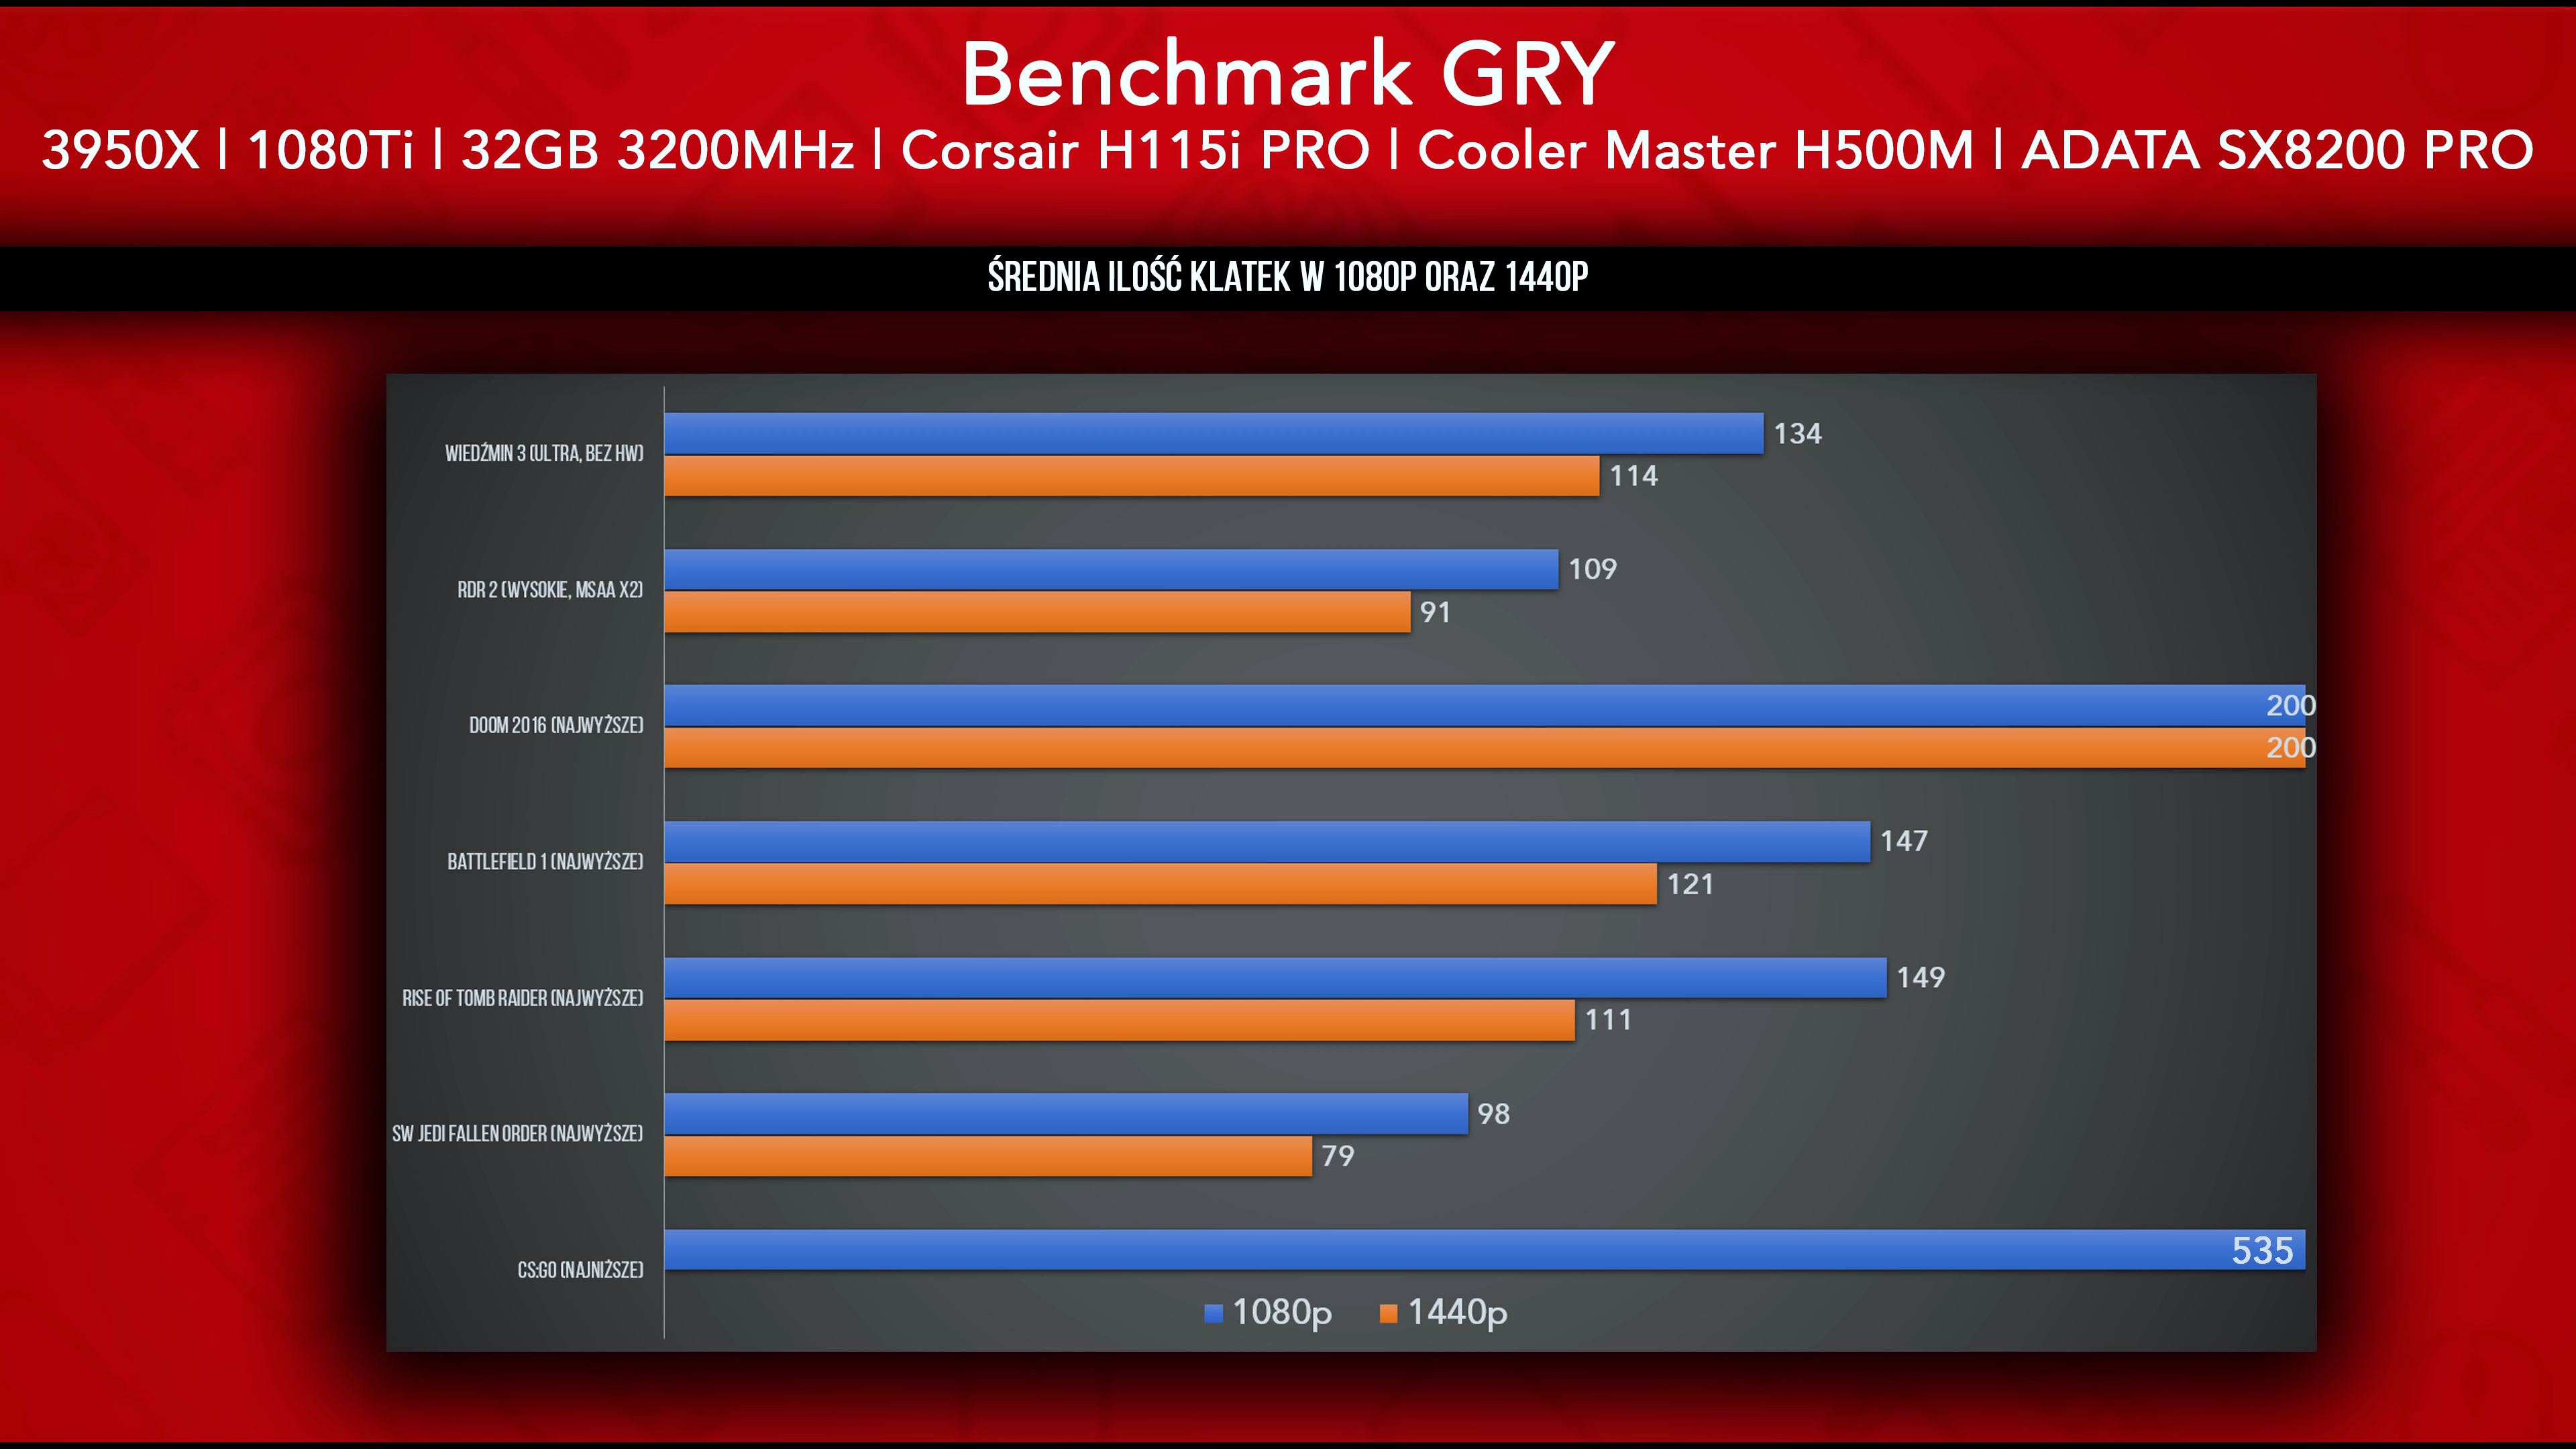 Benchmark GRY
3950X | 1080Ti | 32GB 3200MHz | Corsair H115i PRO | Cooler Master H500M | ADATA SX8200 PRO
ŚREDNIA ILOŚĆ KLATEK W 1080P ORAZ 1440P
WIEDŹMIN 3 (ULTRA, BEZ HW)
134
114
RDR 2 (WYSOKIE, MSAA X2)
109
91
DOOM 2016 (NAJWYŻSZE)
200
200
BATTLEFIELD 1 (NAJWYŻSZE)
147
121
RISE OF TOMB RAIDER (NAJWYŻSZE)
149
111
SW JEDI FALLEN ORDER (NAJWYŻSZE)
98
79
CS:GO (NAJNIŻSZE)
535
1080p 1440p